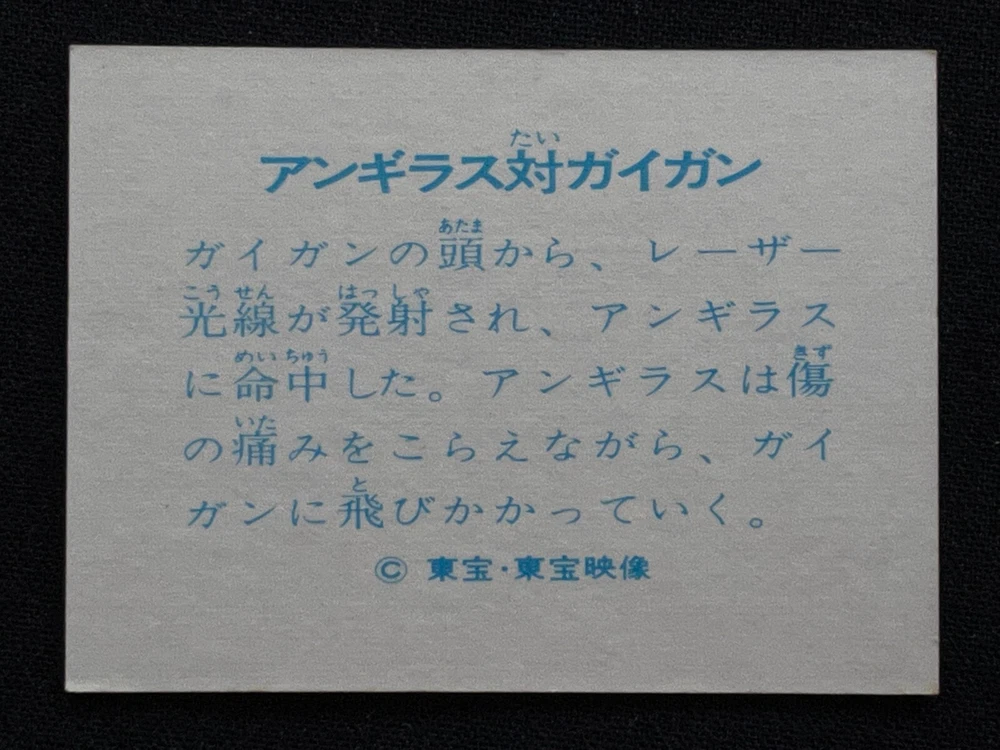 アンギラス対ガイガン
ガイガンの頭から、レーザー
光線が発射され、アンギラス
に命中した。アンギラスは傷
の痛みをこらえながら、ガイ
ガンに飛びかかっていく。
© 東宝・東宝映像